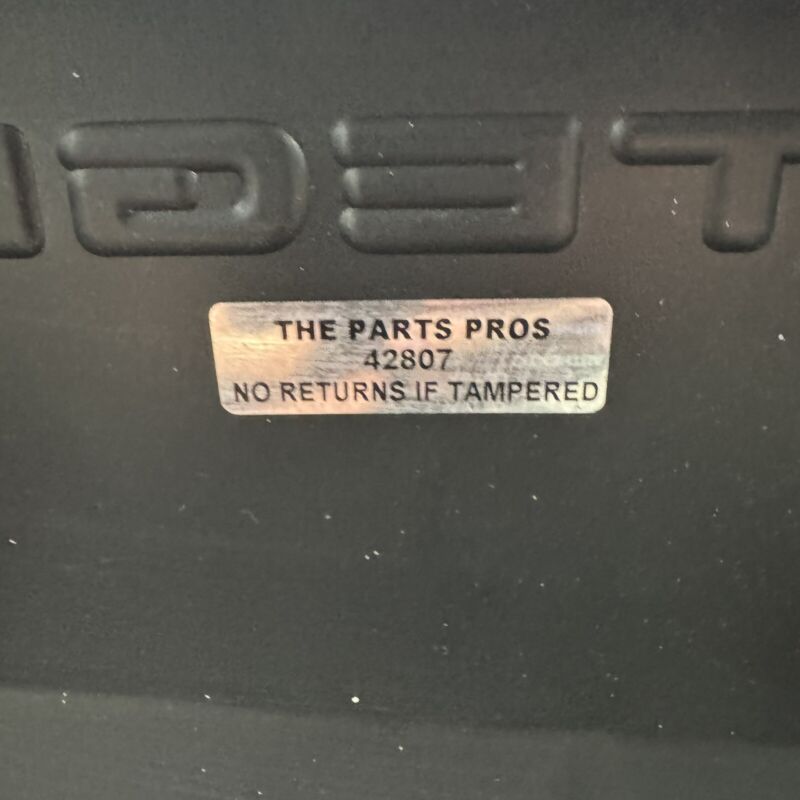 THE PARTS PROS
42807
NO RETURNS IF TAMPERED